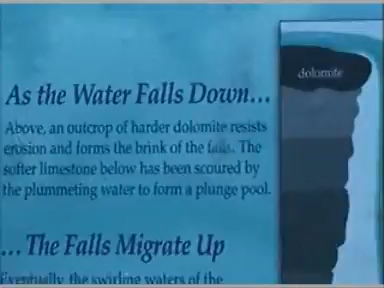 dolomite
As the Water Falls Down...
Above, an outcrop of harder dolomite resists
erosion and forms the brink of the falls. The
softer limestone below has been scoured by
the plummeting water to form a plunge pool.
...The Falls Migrate Up
Eventually, the swirling waters of the